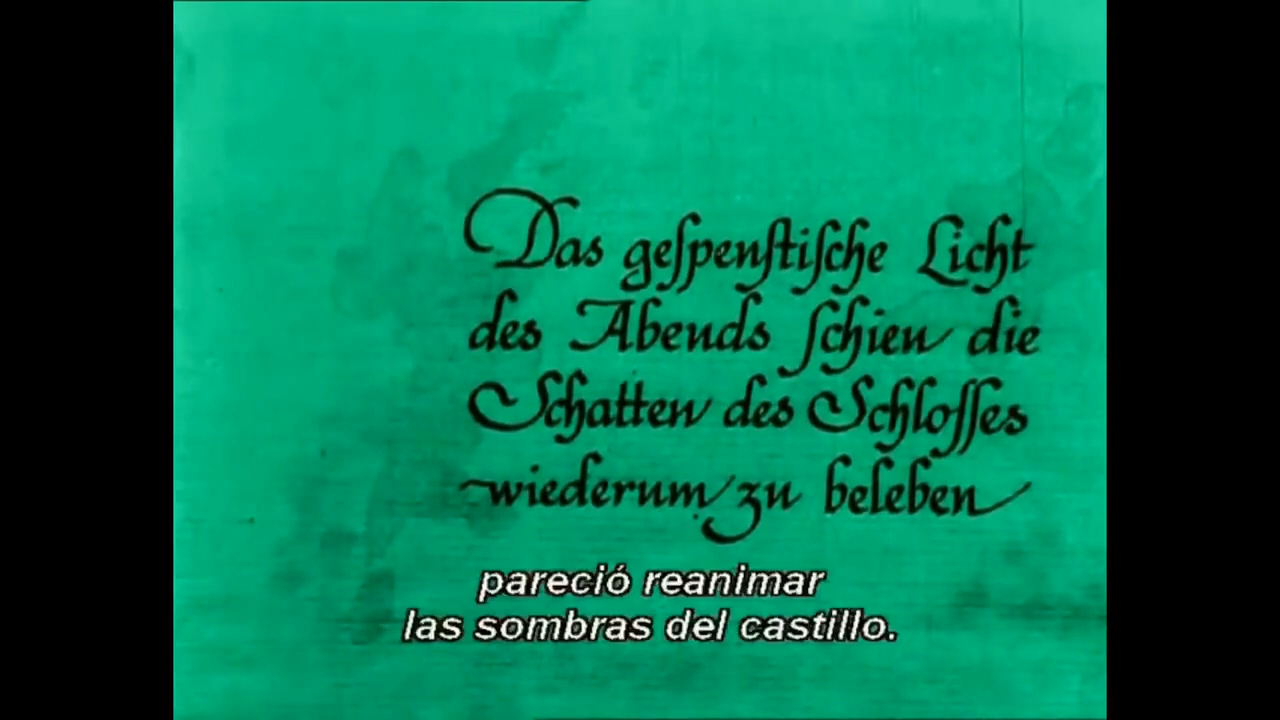 Das geſpenſtiſche Licht
des Abends ſchien die
Schatten des Schloſſes
wiederum zu beleben
pareció reanimar
las sombras del castillo.